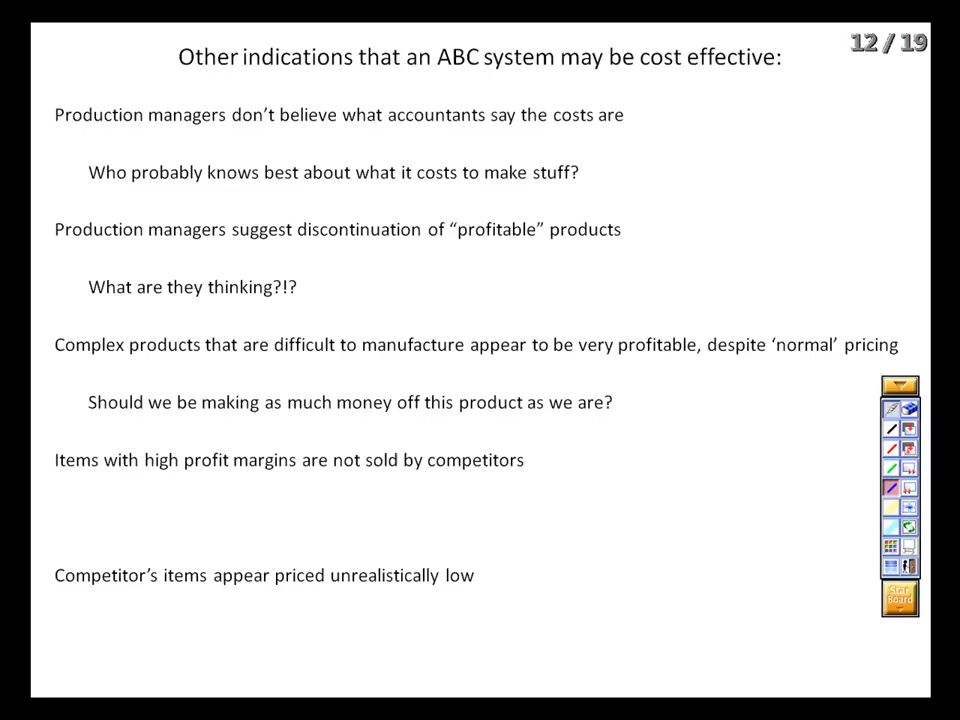 12 / 19
Other indications that an ABC system may be cost effective:
Production managers don’t believe what accountants say the costs are
Who probably knows best about what it costs to make stuff?
Production managers suggest discontinuation of “profitable” products
What are they thinking?!?
Complex products that are difficult to manufacture appear to be very profitable, despite ‘normal’ pricing
Should we be making as much money off this product as we are?
Items with high profit margins are not sold by competitors
Competitor’s items appear priced unrealistically low
Star
Board